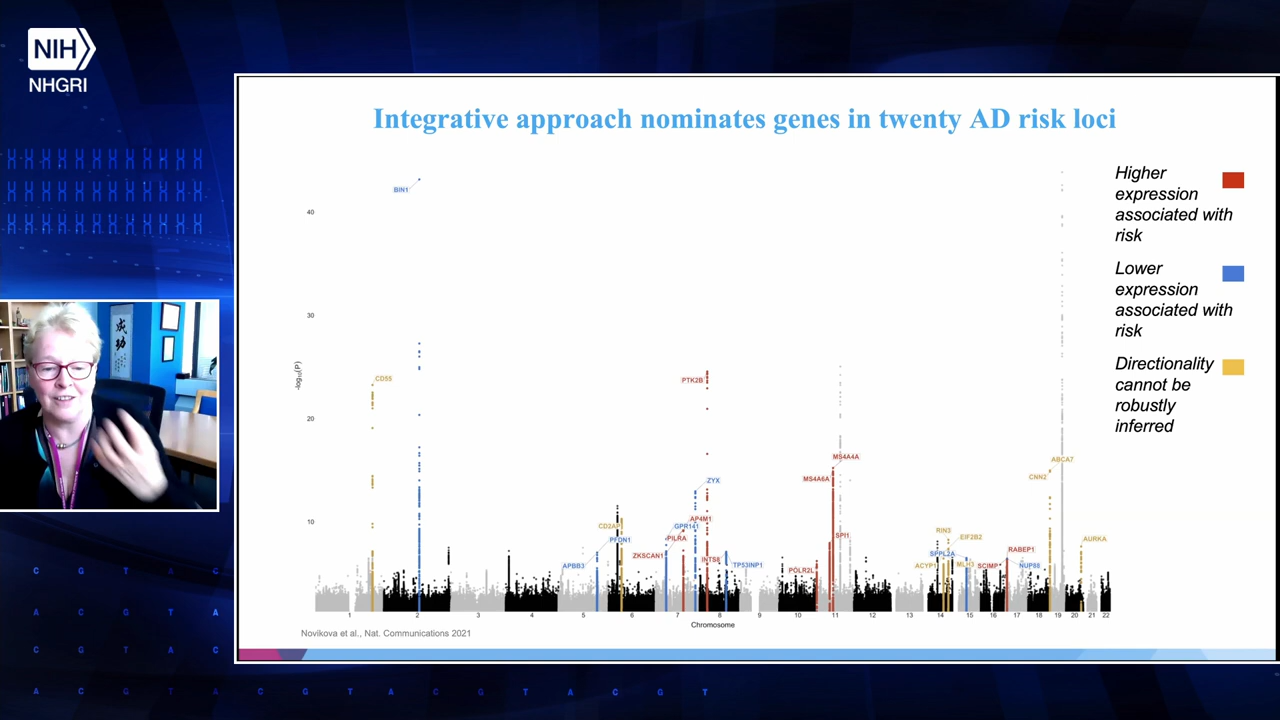 NIH
NHGRI
Integrative approach nominates genes in twenty AD risk loci
Higher
expression
associated with
risk
Lower
expression
associated with
risk
Directionality
cannot be
robustly
inferred
-log10(P)
40
30
20
10
BIN1
CD55
PTK2B
MS4A4A
MS4A6A
ABCA7
CNN2
ZYX
CD2AP
PFDN1
GPR141
AP4M1
PILRA
ZKSCAN1
APBB3
INTS8
TP53INP1
SPI1
POLR2L
RIN3
EIF2B2
SPPL2A
ACYP1
MLH3
SCIMP
RABEP1
NUP88
AURKA
1 2 3 4 5 6 7 8 9 10 11 12 13 14 15 16 17 18 19 20 21 22
Chromosome
Novikova et al., Nat. Communications 2021
成
功
C G T A C
A C G T A
C G T A C
A C G T A C G T A C G T A C G T